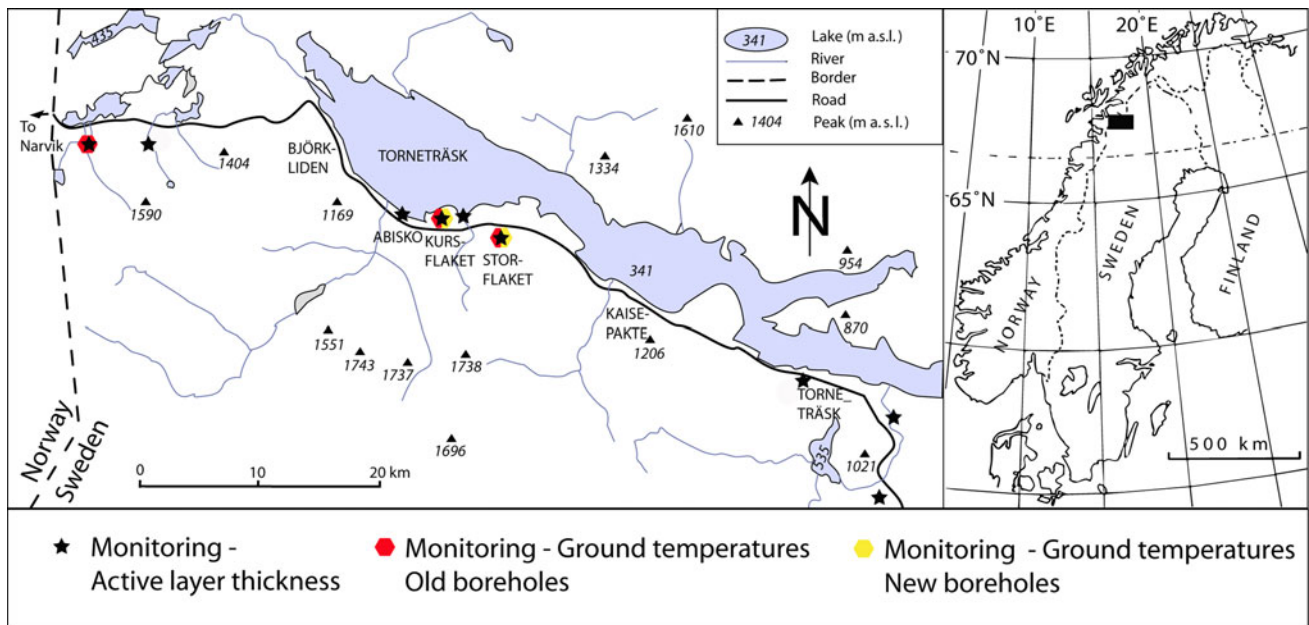 435
To
Narvik
1404
1590
BJÖRK-
LIDEN
1169
TORNETRÄSK
ABISKO
KURS-
FLAKET
STOR-
FLAKET
1334
1610
341
954
870
KAISE-
PAKTE
1206
1551
1743
1737
1738
1696
TORNE_
TRÄSK
535
1021
N
Norway
Sweden
0
10
20 km
341
Lake (m a.s.l.)
River
Border
Road
1404
Peak (m a.s.l.)
10°E
20°E
70°N
65°N
NORWAY
SWEDEN
FINLAND
500 km
Monitoring -
Active layer thickness
Monitoring - Ground temperatures
Old boreholes
Monitoring - Ground temperatures
New boreholes